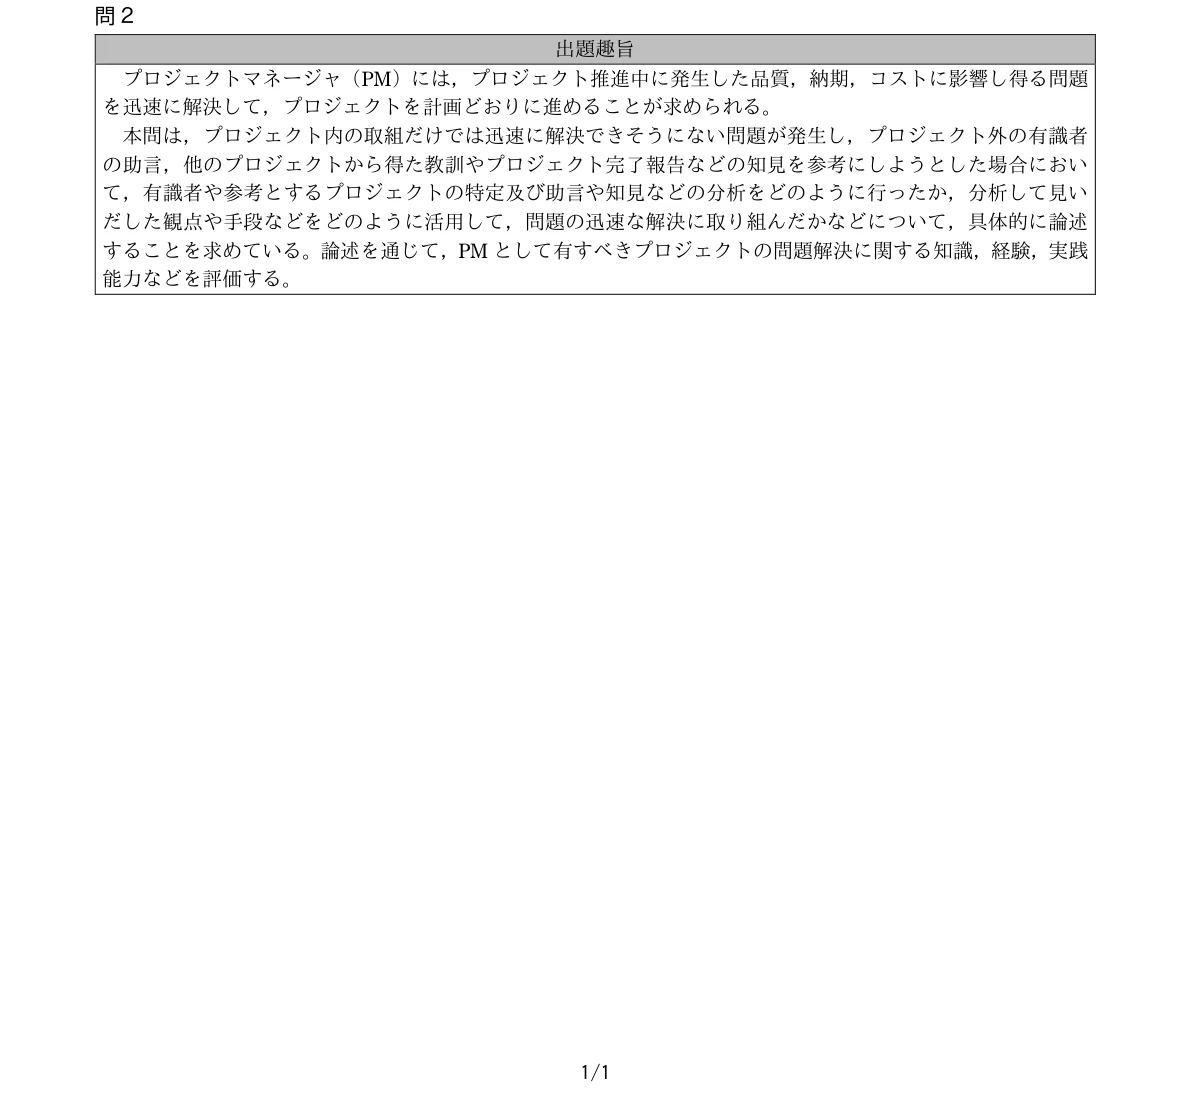 問２
出題趣旨
　プロジェクトマネージャ（PM）には，プロジェクト推進中に発生した品質，納期，コストに影響し得る問題
を迅速に解決して，プロジェクトを計画どおりに進めることが求められる。
　本問は，プロジェクト内の取組だけでは迅速に解決できそうにない問題が発生し，プロジェクト外の有識者
の助言，他のプロジェクトから得た教訓やプロジェクト完了報告などの知見を参考にしようとした場合におい
て，有識者や参考とするプロジェクトの特定及び助言や知見などの分析をどのように行ったか，分析して見い
だした観点や手段などをどのように活用して，問題の迅速な解決に取り組んだかなどについて，具体的に論述
することを求めている。論述を通じて，PM として有すべきプロジェクトの問題解決に関する知識，経験，実践
能力などを評価する。
1/1